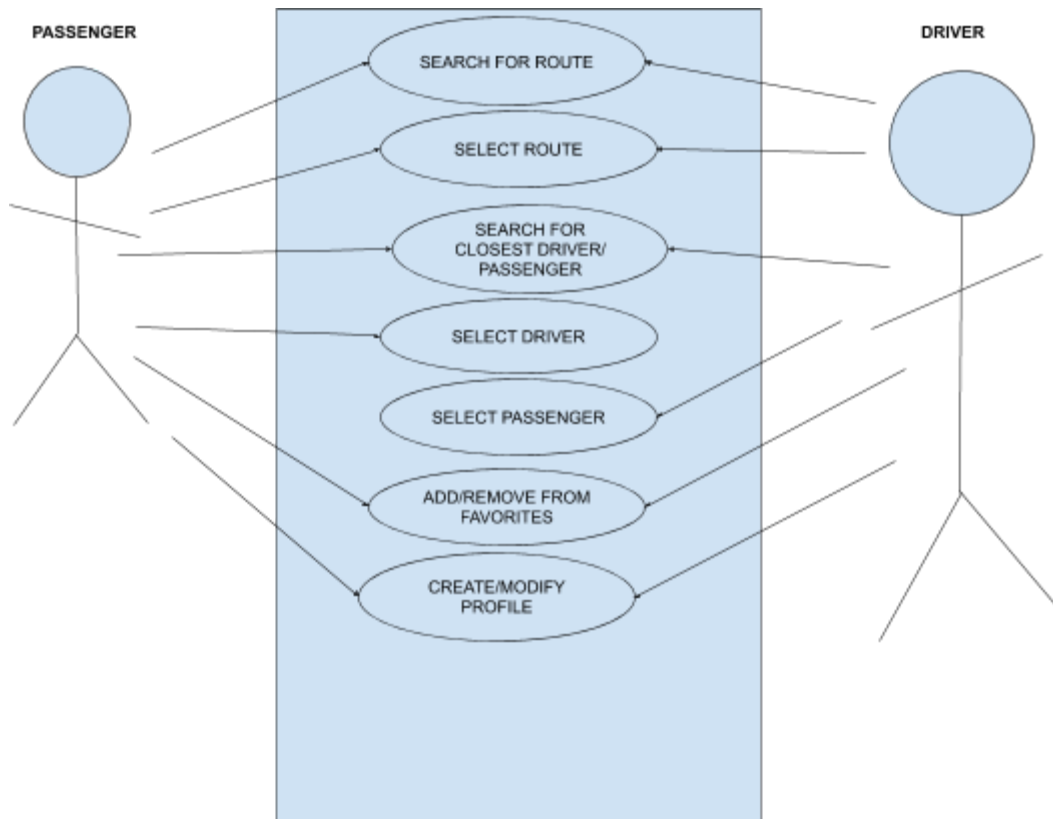 PASSENGER
DRIVER
SEARCH FOR ROUTE
SELECT ROUTE
SEARCH FOR
CLOSEST DRIVER/
PASSENGER
SELECT DRIVER
SELECT PASSENGER
ADD/REMOVE FROM
FAVORITES
CREATE/MODIFY
PROFILE